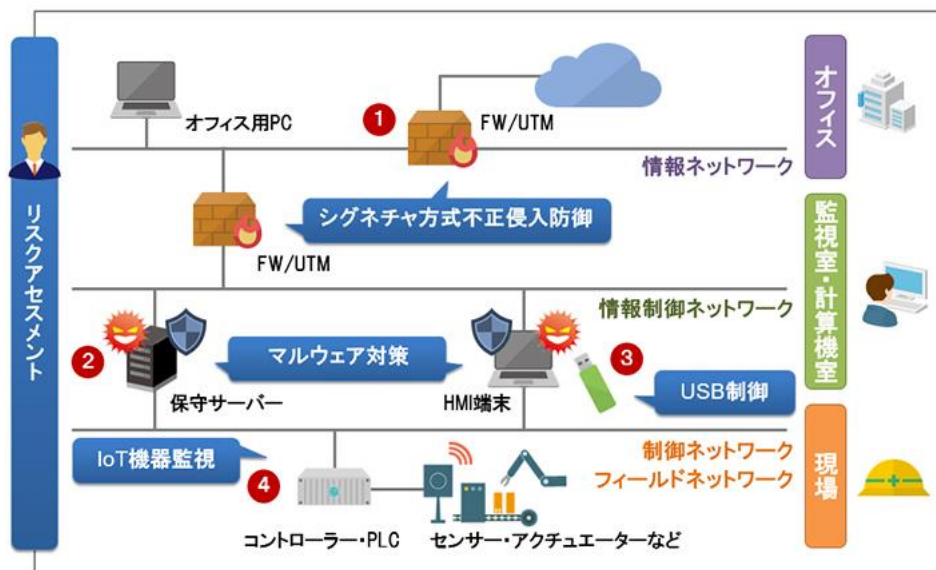 リスクアセスメント
オフィス用PC
1
FW/UTM
情報ネットワーク
オフィス
シグネチャ方式不正侵入防御
FW/UTM
情報制御ネットワーク
監視室・計算機室
2
マルウェア対策
3
保守サーバー
HMI端末
USB制御
IoT機器監視
4
制御ネットワーク
フィールドネットワーク
現場
コントローラー・PLC
センサー・アクチュエーターなど